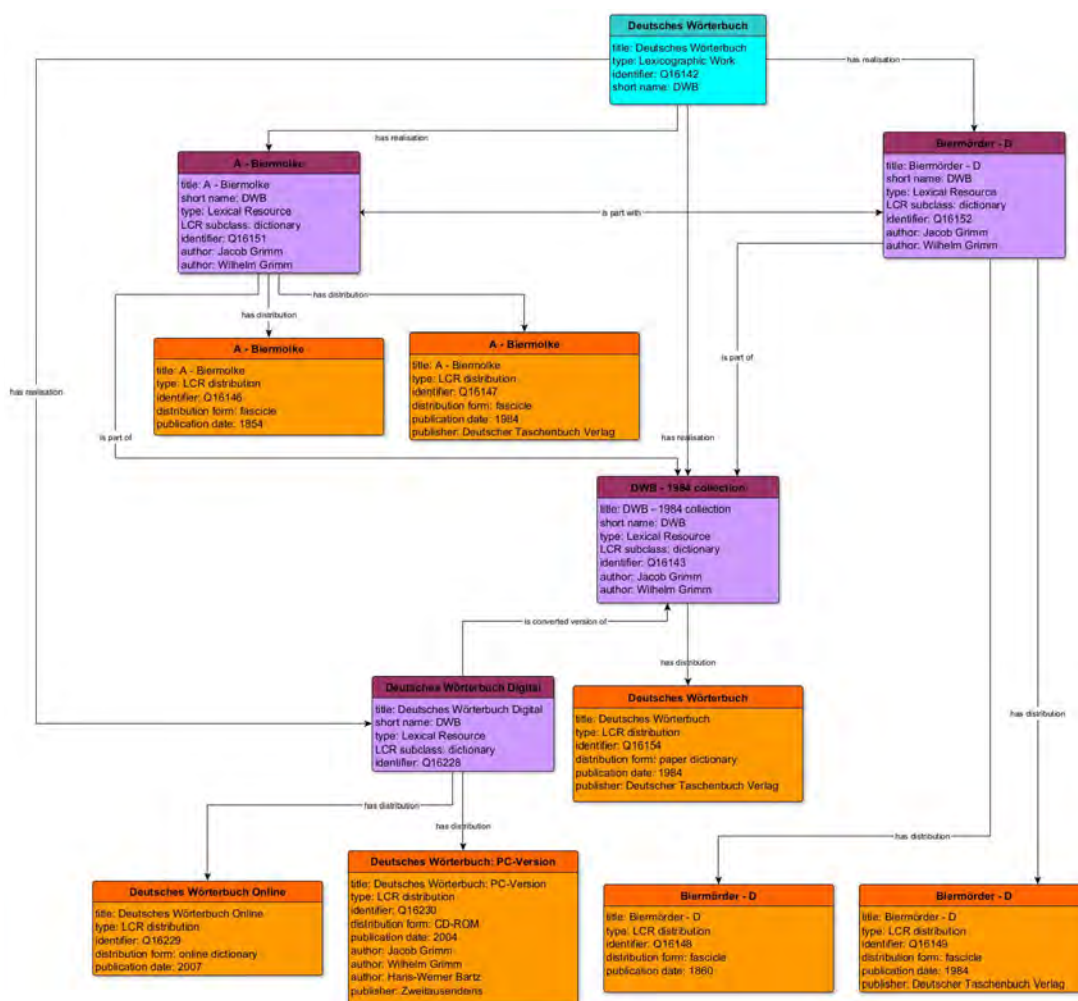 Deutsches Wörterbuch
title: Deutsches Wörterbuch
type: Lexicographic Work
identifier: Q16142
short name: DWB
has realisation
has realisation
A - Biermolke
title: A - Biermolke
short name: DWB
type: Lexical Resource
LCR subclass: dictionary
identifier: Q16151
author: Jacob Grimm
author: Wilhelm Grimm
is part with
Biermörder - D
title: Biermörder - D
short name: DWB
type: Lexical Resource
LCR subclass: dictionary
identifier: Q16152
author: Jacob Grimm
author: Wilhelm Grimm
has distribution
has distribution
A - Biermolke
title: A - Biermolke
type: LCR distribution
identifier: Q16146
distribution form: fascicle
publication date: 1854
A - Biermolke
title: A - Biermolke
type: LCR distribution
identifier: Q16147
distribution form: fascicle
publication date: 1984
publisher: Deutscher Taschenbuch Verlag
is part of
has realisation
is part of
has realisation
DWB - 1984 collection
title: DWB - 1984 collection
short name: DWB
type: Lexical Resource
LCR subclass: dictionary
identifier: Q16143
author: Jacob Grimm
author: Wilhelm Grimm
is converted version of
has distribution
Deutsches Wörterbuch Digital
title: Deutsches Wörterbuch Digital
short name: DWB
type: Lexical Resource
LCR subclass: dictionary
identifier: Q16228
Deutsches Wörterbuch
title: Deutsches Wörterbuch
type: LCR distribution
identifier: Q16154
distribution form: paper dictionary
publication date: 1984
publisher: Deutscher Taschenbuch Verlag
has distribution
has distribution
has distribution
has distribution
Deutsches Wörterbuch Online
title: Deutsches Wörterbuch Online
type: LCR distribution
identifier: Q16229
distribution form: online dictionary
publication date: 2007
Deutsches Wörterbuch: PC-Version
title: Deutsches Wörterbuch: PC-Version
type: LCR distribution
identifier: Q16230
distribution form: CD-ROM
publication date: 2004
author: Jacob Grimm
author: Wilhelm Grimm
author: Hans-Werner Bartz
publisher: Zweitausendeins
Biermörder - D
title: Biermörder - D
type: LCR distribution
identifier: Q16148
distribution form: fascicle
publication date: 1860
Biermörder - D
title: Biermörder - D
type: LCR distribution
identifier: Q16149
distribution form: fascicle
publication date: 1984
publisher: Deutscher Taschenbuch Verlag